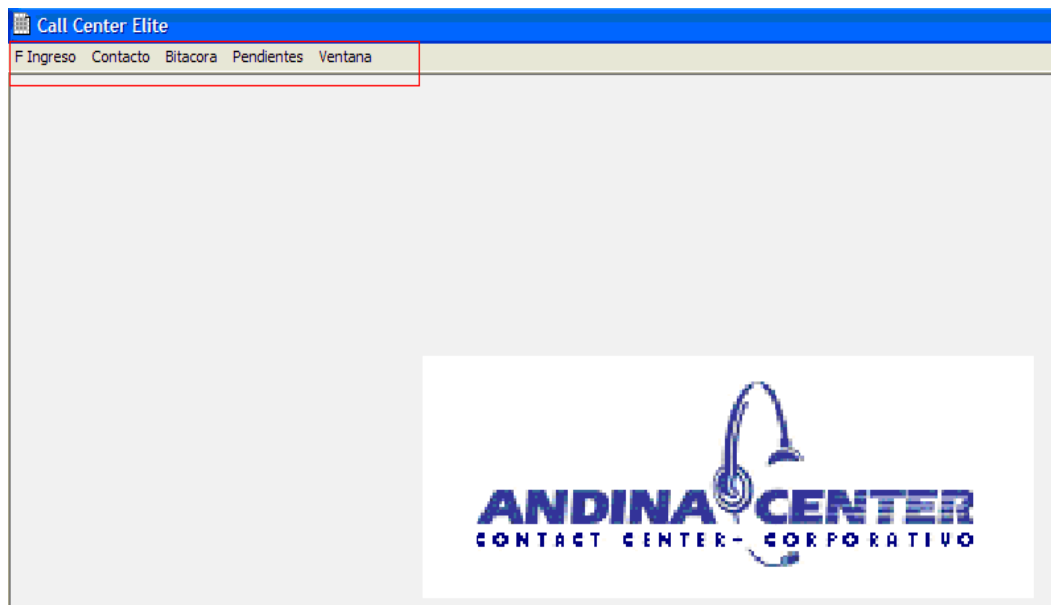 Call Center Elite
F Ingreso Contacto Bitacora Pendientes Ventana
ANDINA CENTER
CONTACT CENTER- CORPORATIVO